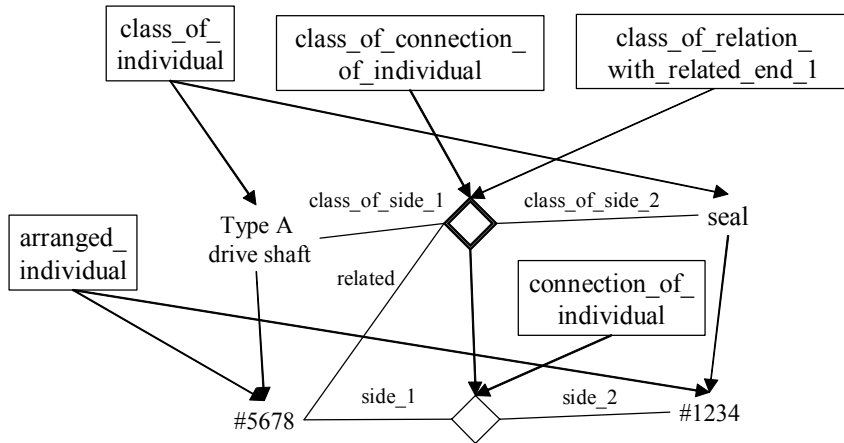 class_of_
individual
class_of_connection_
of_individual
class_of_relation_
with_related_end_1
class_of_side_1
class_of_side_2
Type A
drive shaft
seal
arranged_
individual
related
connection_of_
individual
side_1
side_2
#5678
#1234